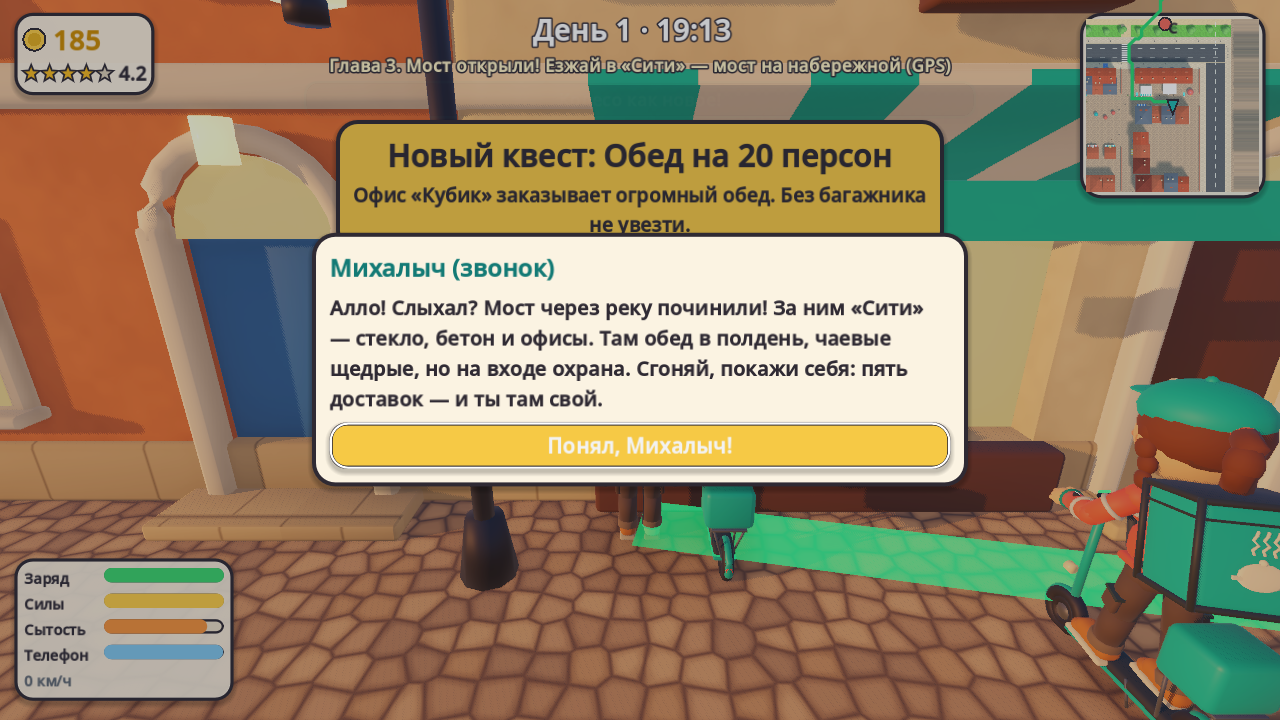 185
4.2
День 1 · 19:13
Глава 3. Мост открыли! Езжай в «Сити» — мост на набережной (GPS)
С
Новый квест: Обед на 20 персон
Офис «Кубик» заказывает огромный обед. Без багажника
не увезти.
Михалыч (звонок)
Алло! Слыхал? Мост через реку починили! За ним «Сити»
— стекло, бетон и офисы. Там обед в полдень, чаевые
щедрые, но на входе охрана. Сгоняй, покажи себя: пять
доставок — и ты там свой.
Понял, Михалыч!
Заряд
Силы
Сытость
Телефон
0 км/ч